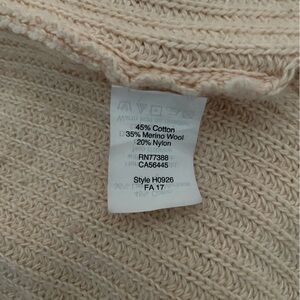 45% Cotton
35% Merino Wool
20% Nylon
RN77388
CA56445
Style H0926
FA 17